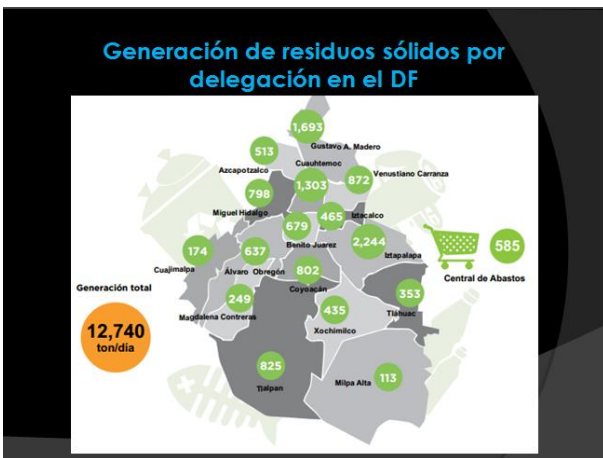 Generación de residuos sólidos por
delegación en el DF
1,693
Gustavo A. Madero
513
Azcapotzalco
Cuauhtemoc
1,303
872
Venustiano Carranza
798
Miguel Hidalgo
465
Iztacalco
679
Benito Juarez
2,244
Iztapalapa
585
Central de Abastos
174
Cuajimalpa
637
Álvaro Obregón
802
Coyoacán
353
Tláhuac
249
Magdalena Contreras
435
Xochimilco
Generación total
12,740
ton/día
825
Tlalpan
Milpa Alta
113